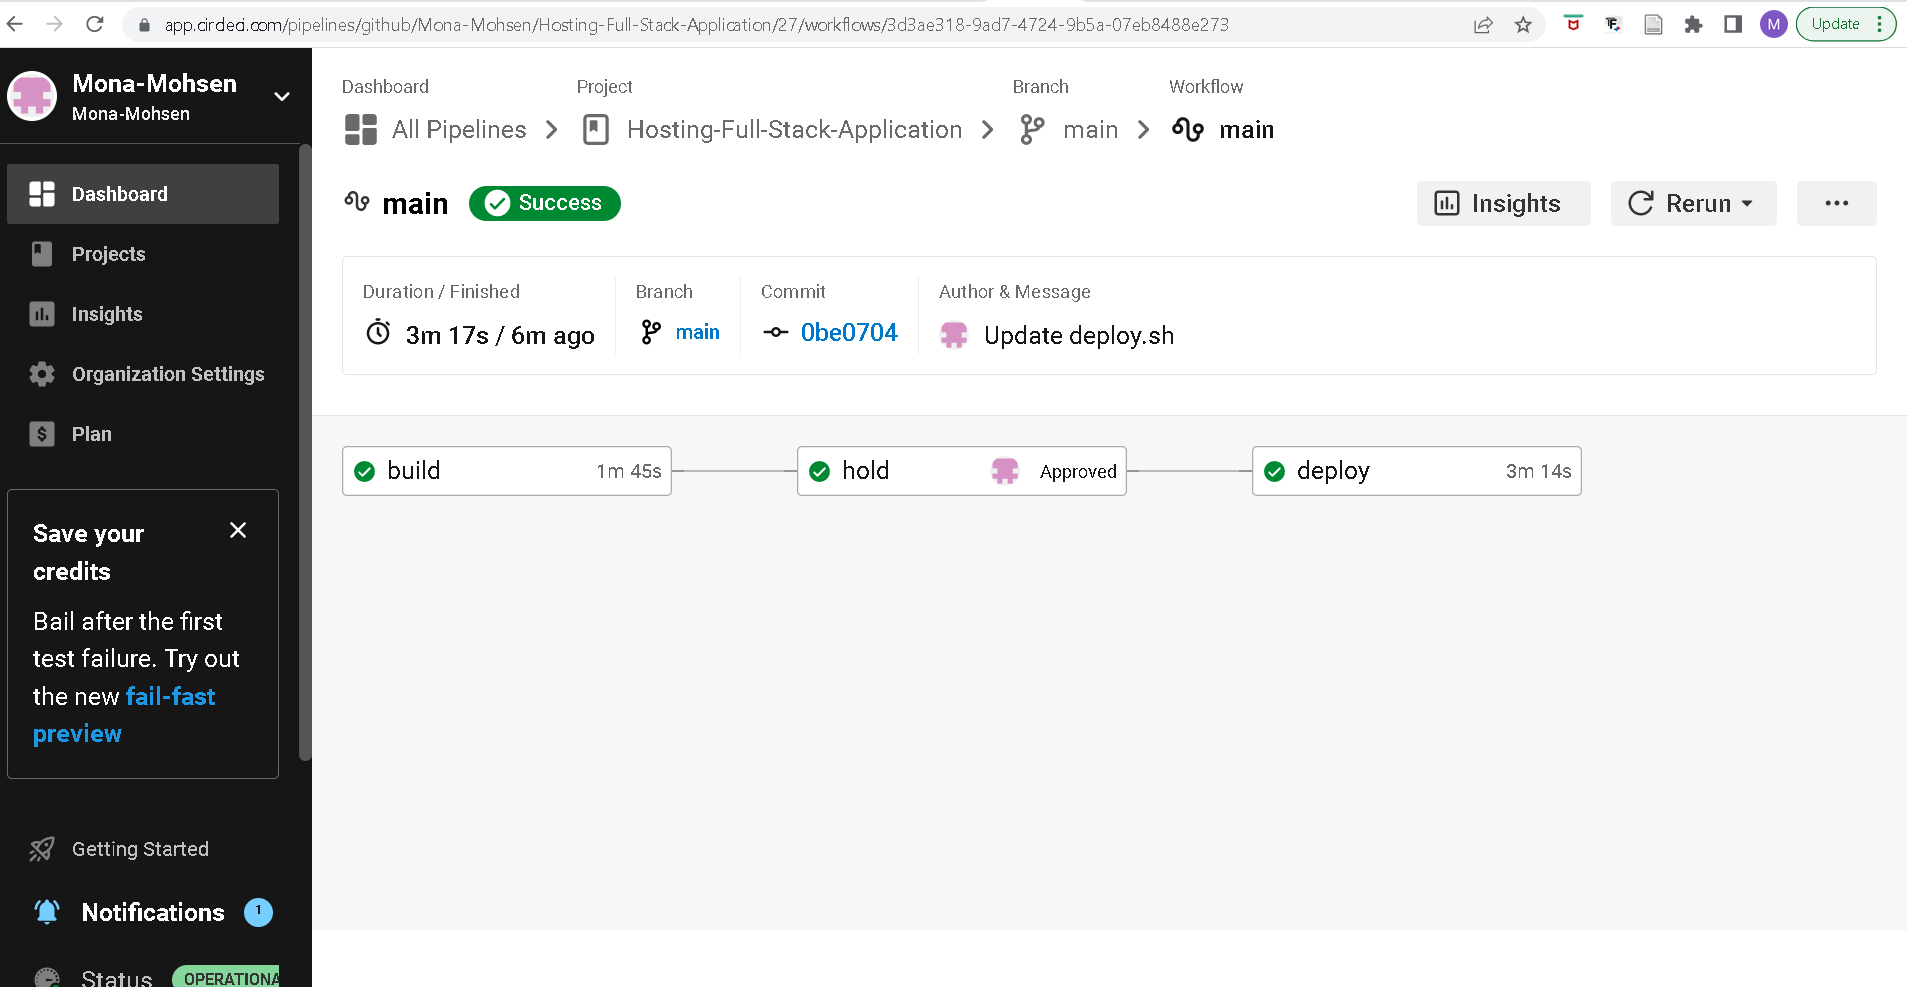 app.circleci.com/pipelines/github/Mona-Mohsen/Hosting-Full-Stack-Application/27/workflows/3d3ae318-9ad7-4724-9b5a-07eb8488e273
M
Update
Mona-Mohsen
Mona-Mohsen
Dashboard
Projects
Insights
Organization Settings
Plan
Save your
credits
Bail after the first
test failure. Try out
the new fail-fast
preview
Getting Started
Notifications 1
Status OPERATIONA
Dashboard Project Branch Workflow
All Pipelines Hosting-Full-Stack-Application main main
main Success Insights Rerun
Duration / Finished Branch Commit Author & Message
3m 17s / 6m ago main 0be0704 Update deploy.sh
build 1m 45s hold Approved deploy 3m 14s